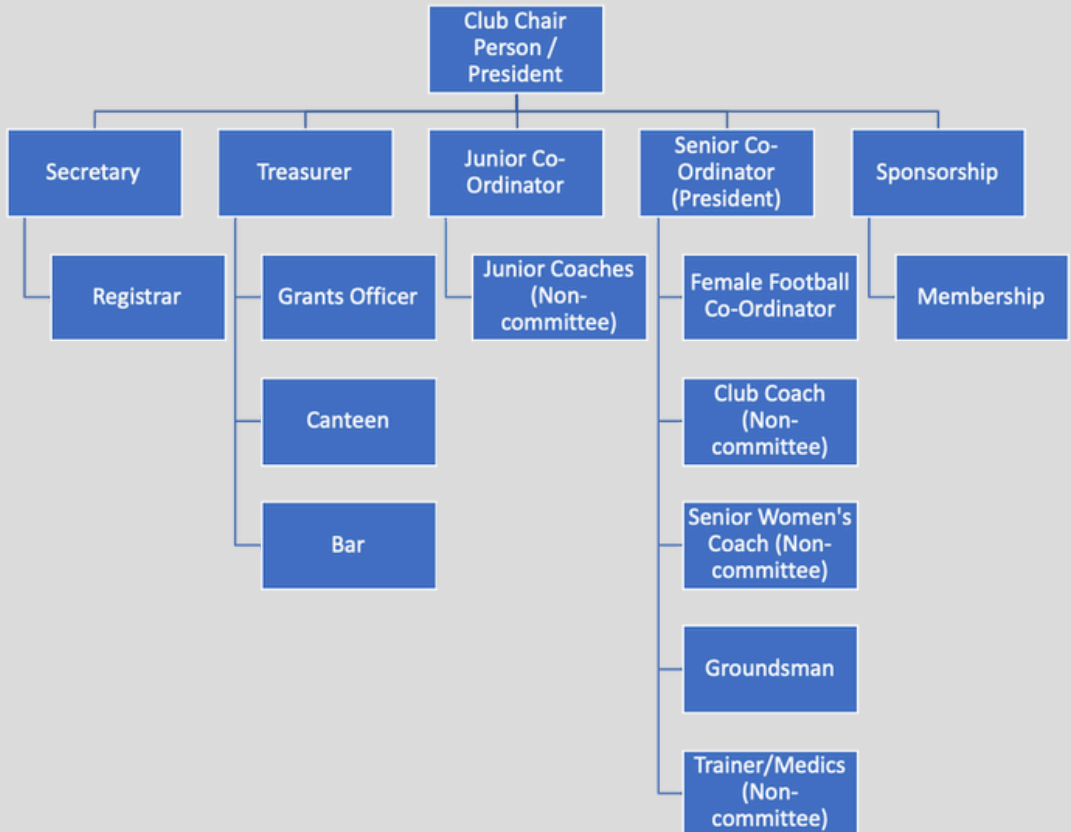 Club Chair
Person /
President
Secretary
Treasurer
Junior Co-
Ordinator
Senior Co-
Ordinator
(President)
Sponsorship
Registrar
Grants Officer
Junior Coaches
(Non-
committee)
Female Football
Co-Ordinator
Membership
Canteen
Club Coach
(Non-
committee)
Bar
Senior Women's
Coach (Non-
committee)
Groundsman
Trainer/Medics
(Non-
committee)